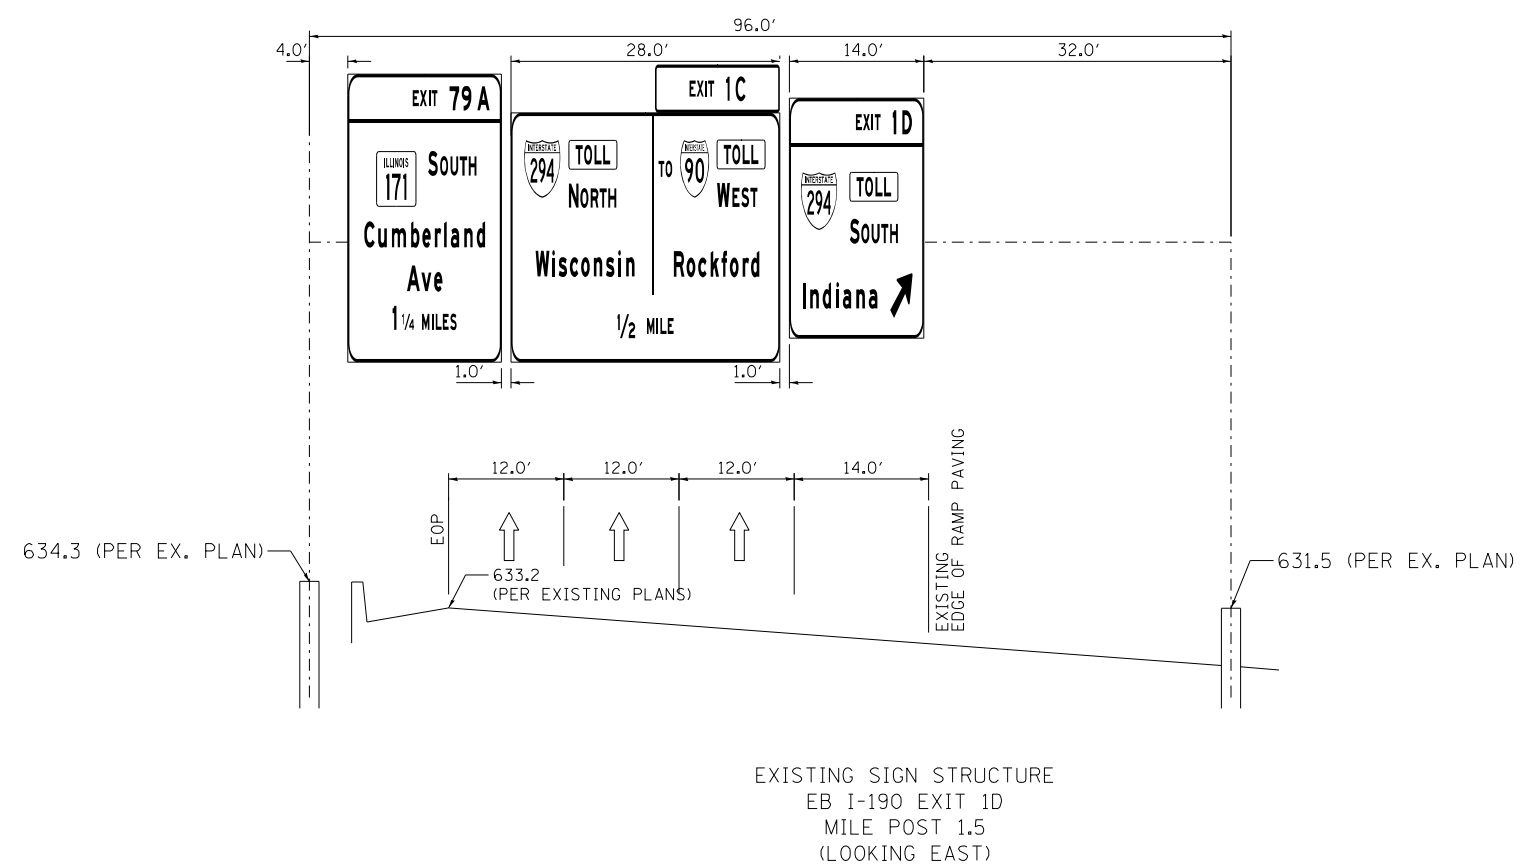 96.0'
4.0'
28.0'
14.0'
32.0'
EXIT 79A
ILLINOIS
171
SOUTH
Cumberland
Ave
1 1/4 MILES
EXIT 1C
INTERSTATE
294
TOLL
NORTH
Wisconsin
TO
INTERSTATE
90
TOLL
WEST
Rockford
1/2 MILE
EXIT 1D
INTERSTATE
294
TOLL
SOUTH
Indiana
1.0'
1.0'
12.0'
12.0'
12.0'
14.0'
EOP
EXISTING
EDGE OF RAMP PAVING
634.3 (PER EX. PLAN)
633.2
(PER EXISTING PLANS)
631.5 (PER EX. PLAN)
EXISTING SIGN STRUCTURE
EB I-190 EXIT 1D
MILE POST 1.5
(LOOKING EAST)